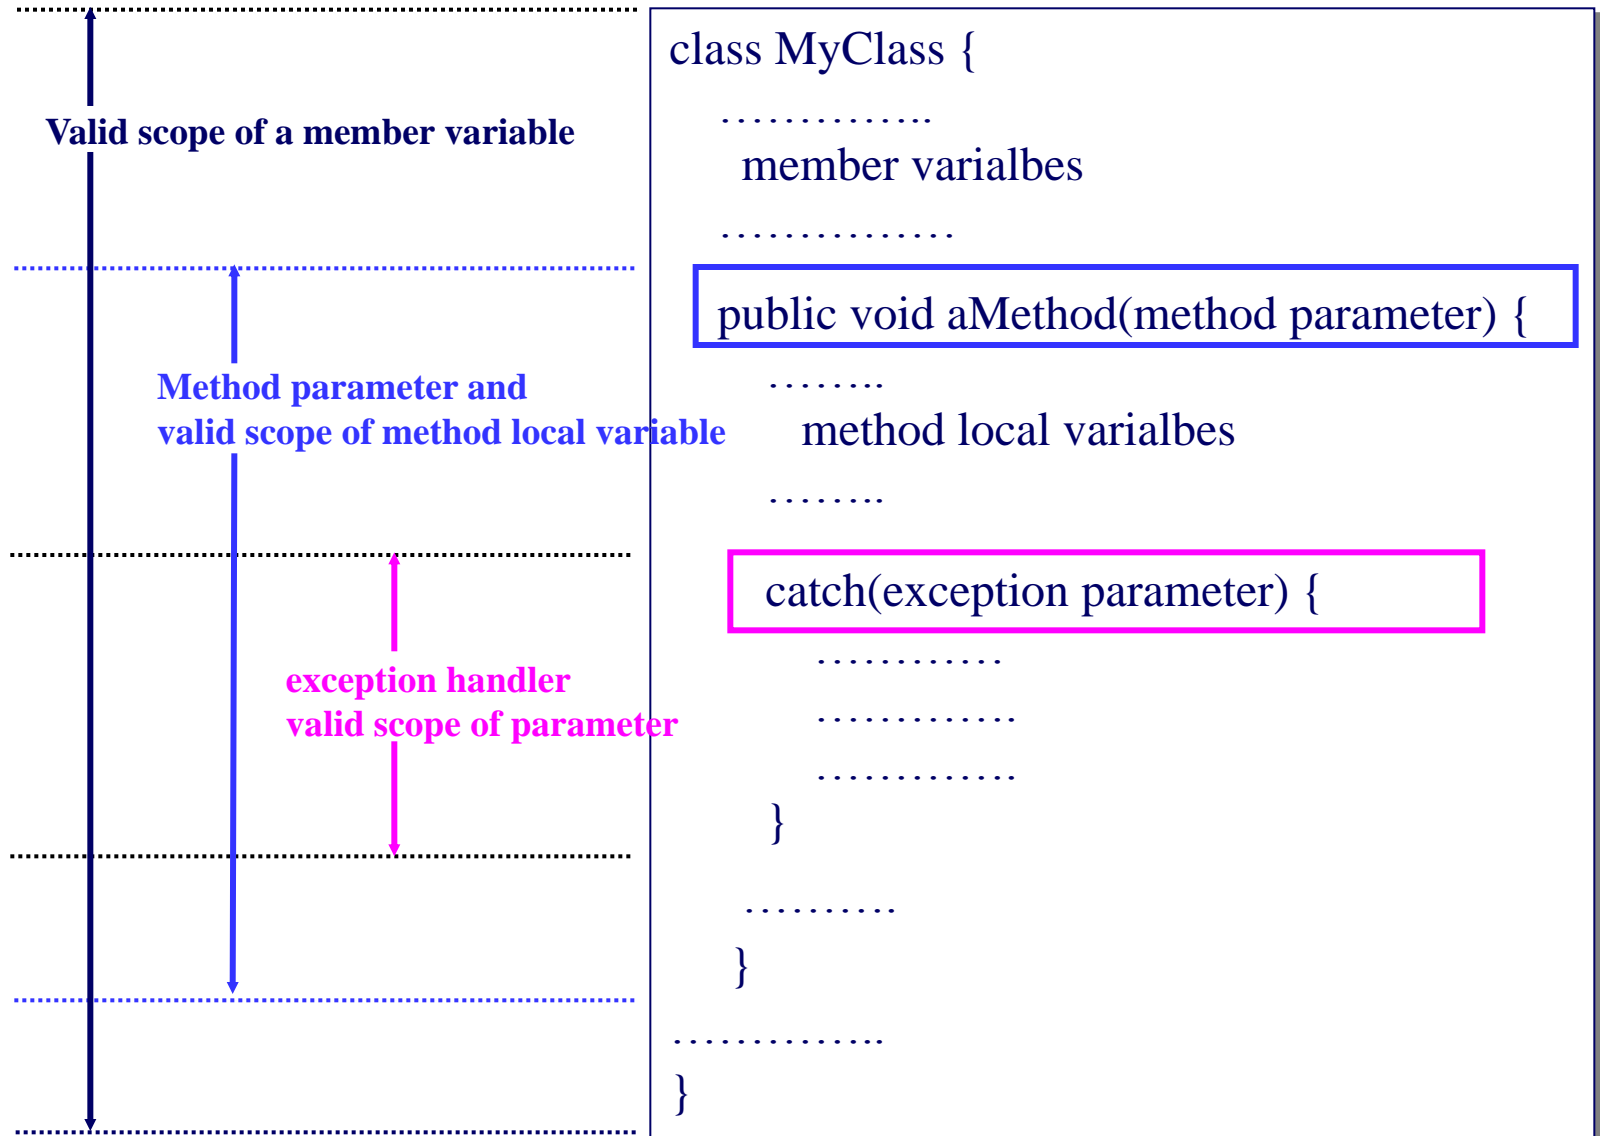 class MyClass {
…………..
Valid scope of a member variable
member varialbes
……………
public void aMethod(method parameter) {
……..
Method parameter and
valid scope of method local variable
method local varialbes
……..
catch(exception parameter) {
…………
exception handler
valid scope of parameter
………….
………….
}
……….
}
…………..
}